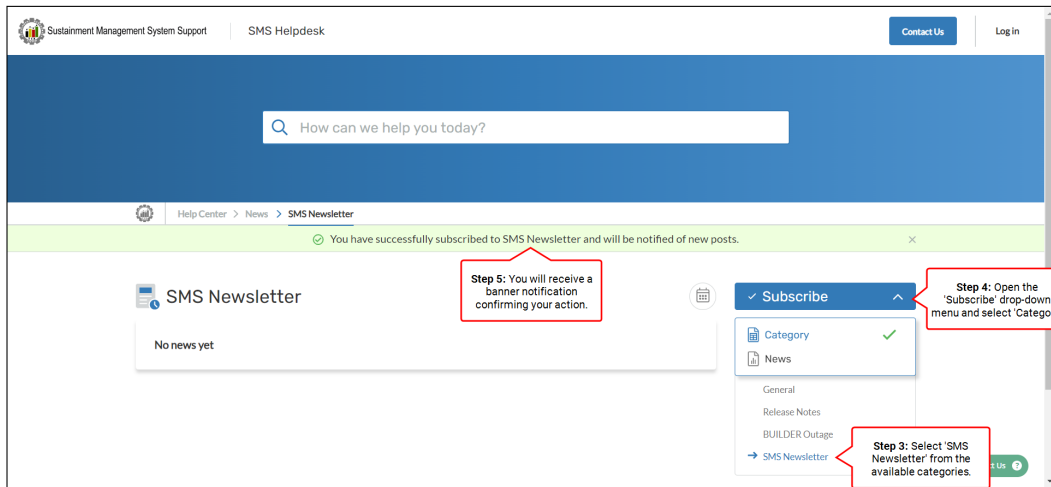 Sustainment Management System Support
SMS Helpdesk
Contact Us
Log in
How can we help you today?
Help Center > News > SMS Newsletter
You have successfully subscribed to SMS Newsletter and will be notified of new posts.
Step 5: You will receive a
banner notification
confirming your action.
SMS Newsletter
No news yet
Subscribe
Step 4: Open the
'Subscribe' drop-down
menu and select 'Catego
Category
News
General
Release Notes
BUILDER Outage
SMS Newsletter
Step 3: Select 'SMS
Newsletter' from the
available categories.
t Us